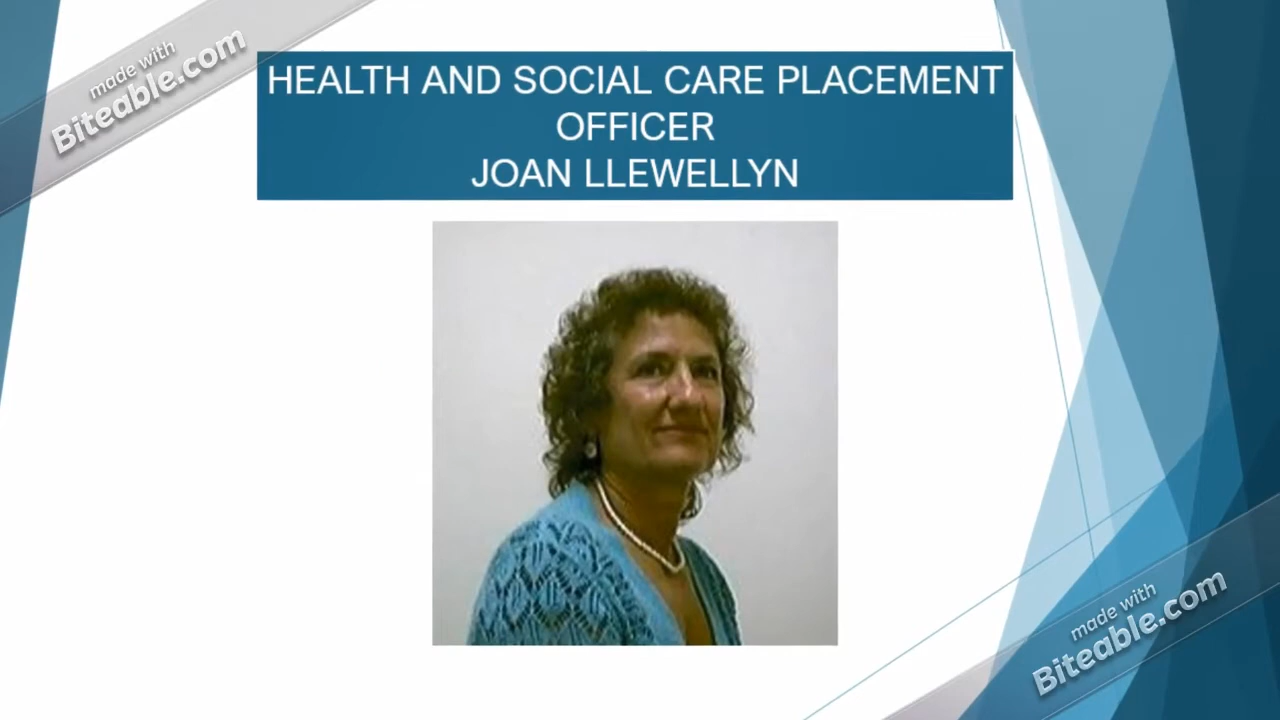 made with
Biteable.com
HEALTH AND SOCIAL CARE PLACEMENT
OFFICER
JOAN LLEWELLYN
made with
Biteable.com